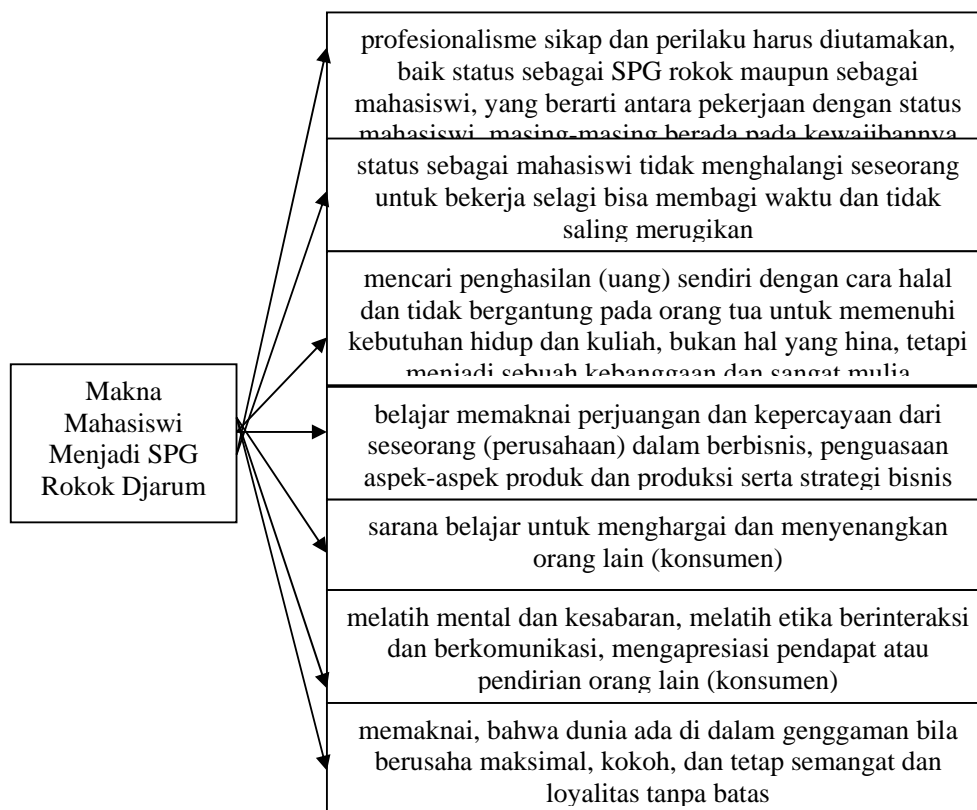 profesionalisme sikap dan perilaku harus diutamakan,
baik status sebagai SPG rokok maupun sebagai
mahasiswi, yang berarti antara pekerjaan dengan status
mahasiswi, masing-masing berada pada kewajibannya
status sebagai mahasiswi tidak menghalangi seseorang
untuk bekerja selagi bisa membagi waktu dan tidak
saling merugikan
mencari penghasilan (uang) sendiri dengan cara halal
dan tidak bergantung pada orang tua untuk memenuhi
kebutuhan hidup dan kuliah, bukan hal yang hina, tetapi
menjadi sebuah kebanggaan dan sangat mulia
Makna
Mahasiswi
Menjadi SPG
Rokok Djarum
belajar memaknai perjuangan dan kepercayaan dari
seseorang (perusahaan) dalam berbisnis, penguasaan
aspek-aspek produk dan produksi serta strategi bisnis
sarana belajar untuk menghargai dan menyenangkan
orang lain (konsumen)
melatih mental dan kesabaran, melatih etika berinteraksi
dan berkomunikasi, mengapresiasi pendapat atau
pendirian orang lain (konsumen)
memaknai, bahwa dunia ada di dalam genggaman bila
berusaha maksimal, kokoh, dan tetap semangat dan
loyalitas tanpa batas